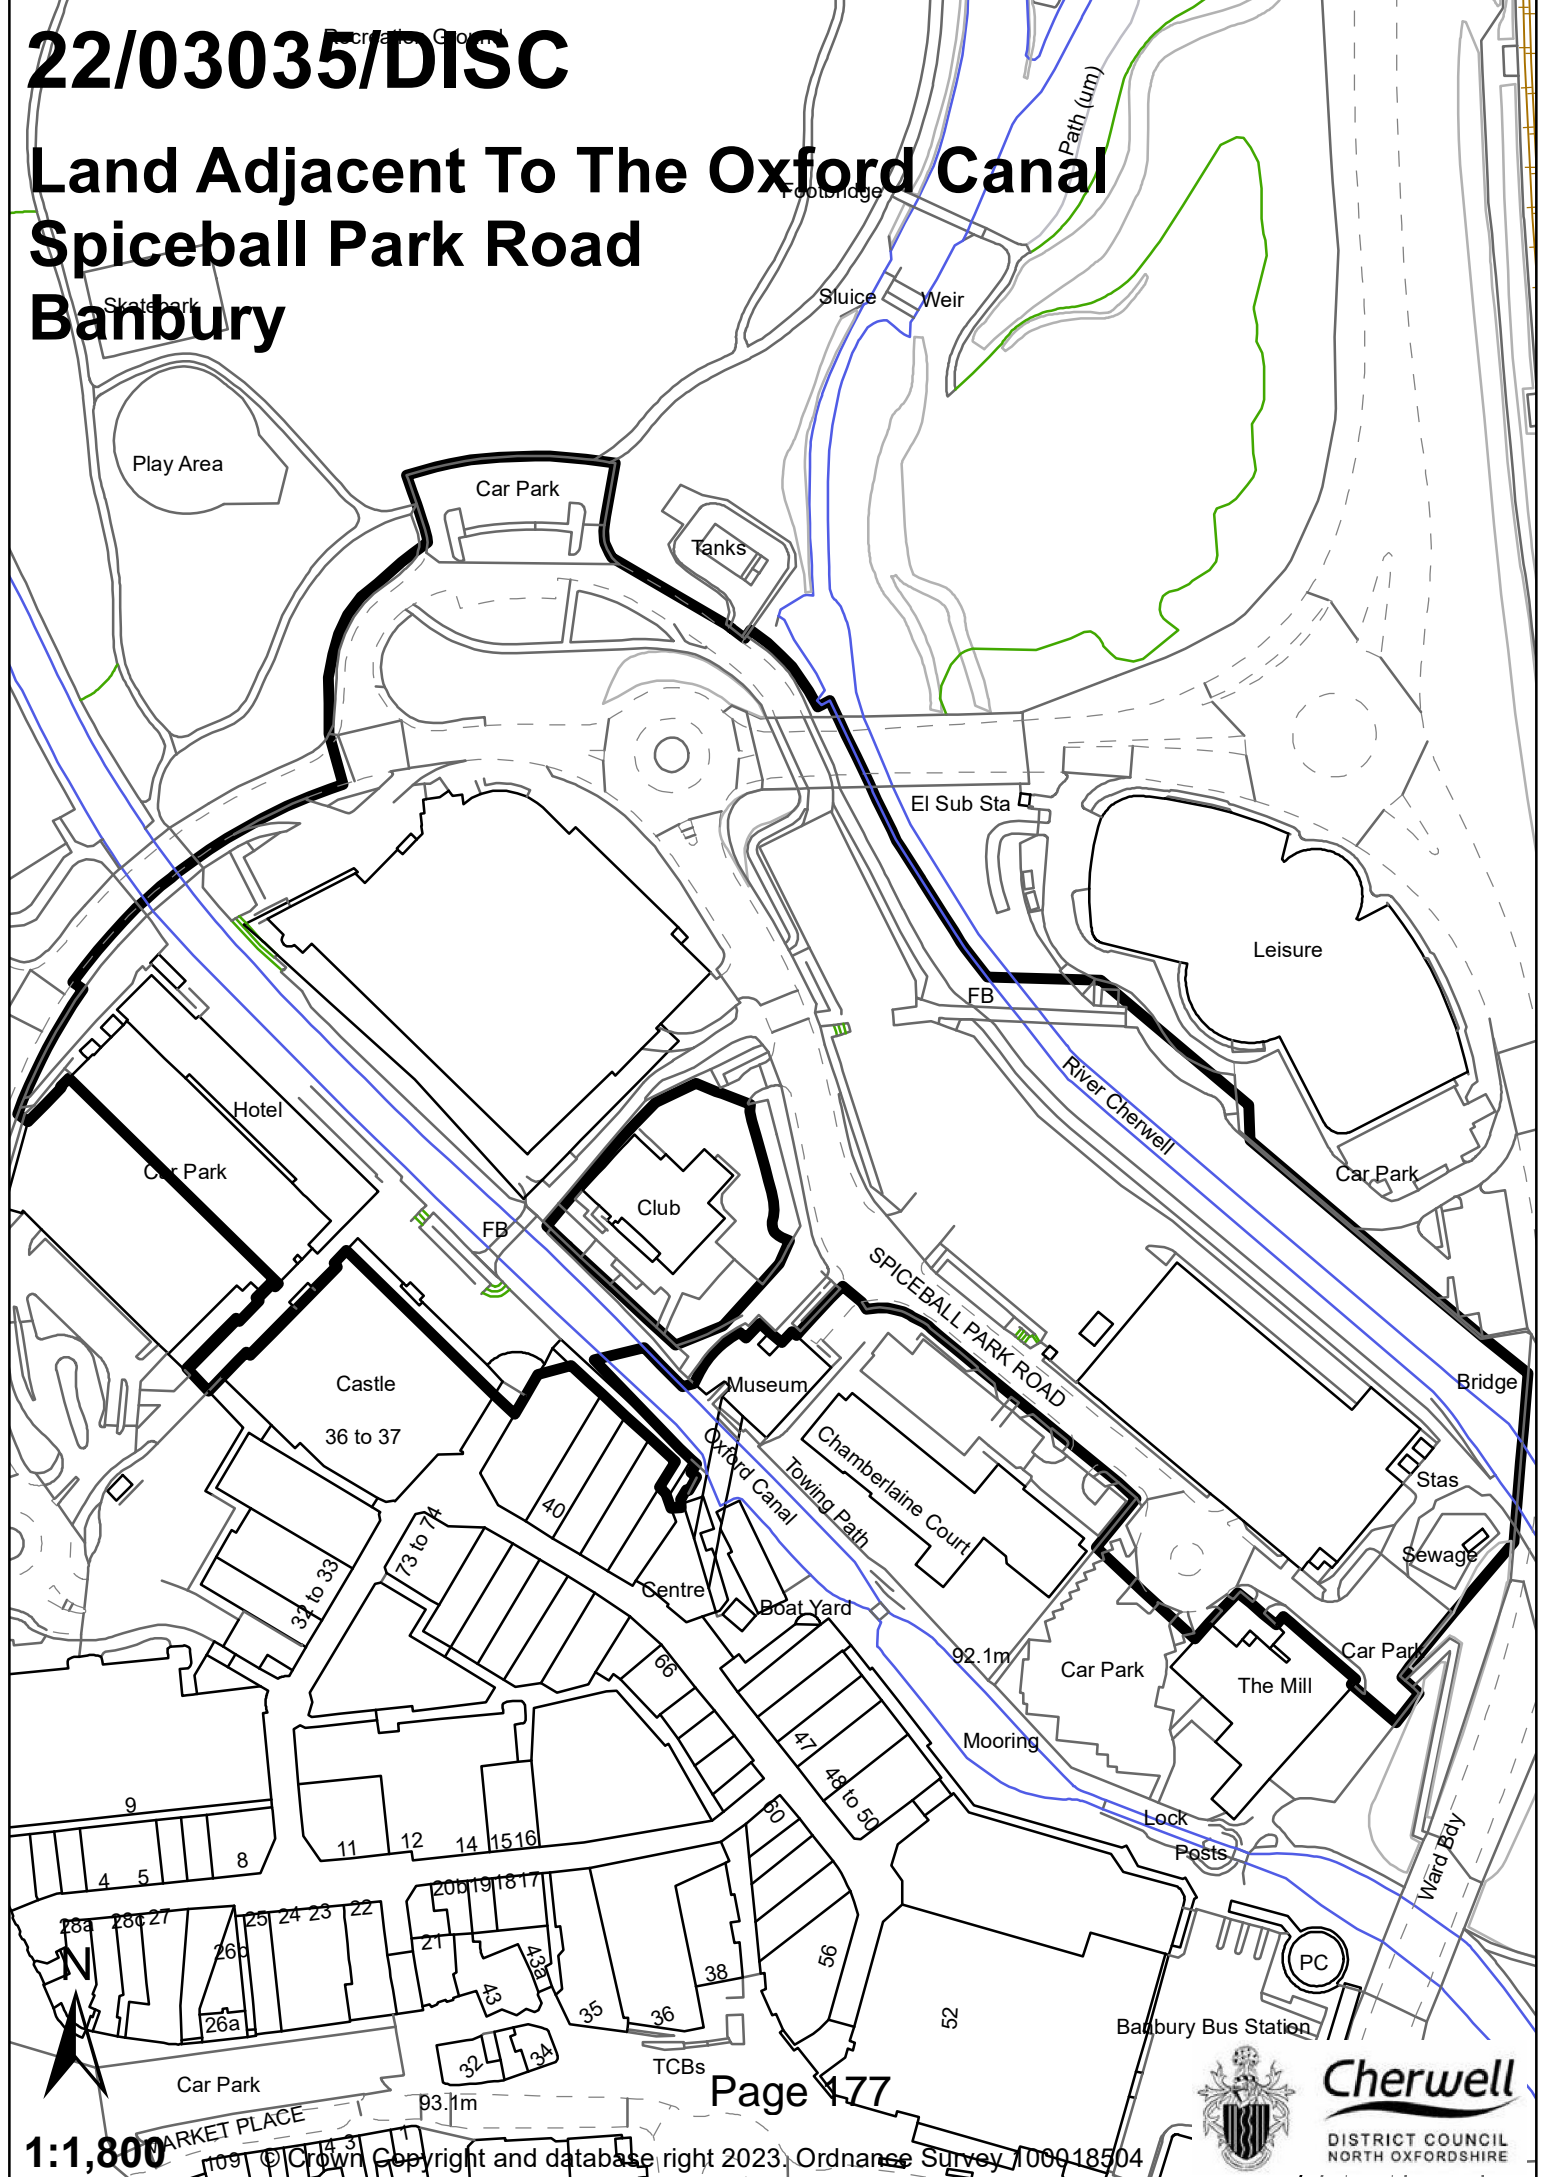 Recreation Ground
22/03035/DISC
Path (um)
Land Adjacent To The Oxford Canal
Footbridge
Spiceball Park Road
Skatepark
Sluice
Weir
Banbury
Play Area
Car Park
Tanks
El Sub Sta
Leisure
FB
River Cherwell
Hotel
Car Park
Car Park
Club
FB
SPICEBALL PARK ROAD
Castle
36 to 37
Museum
Bridge
Oxford Canal
Towing Path
Chamberlaine Court
Stas
40
73 to 74
Sewage
32 to 33
Centre
Boat Yard
92.1m
Car Park
Car Park
The Mill
66
47
Mooring
48 to 50
60
Lock
Posts
Ward Bdy
9
4
5
8
11
12
14
15
16
20b
19
18
17
28a
28c
27
25
24
23
22
26b
21
43a
43
38
56
26a
35
36
52
PC
N
32
34
TCBs
Banbury Bus Station
Car Park
93.1m
Page 177
MARKET PLACE
Cherwell
DISTRICT COUNCIL
NORTH OXFORDSHIRE
1:1,800
109
4
3
1
© Crown Copyright and database right 2023. Ordnance Survey 100018504